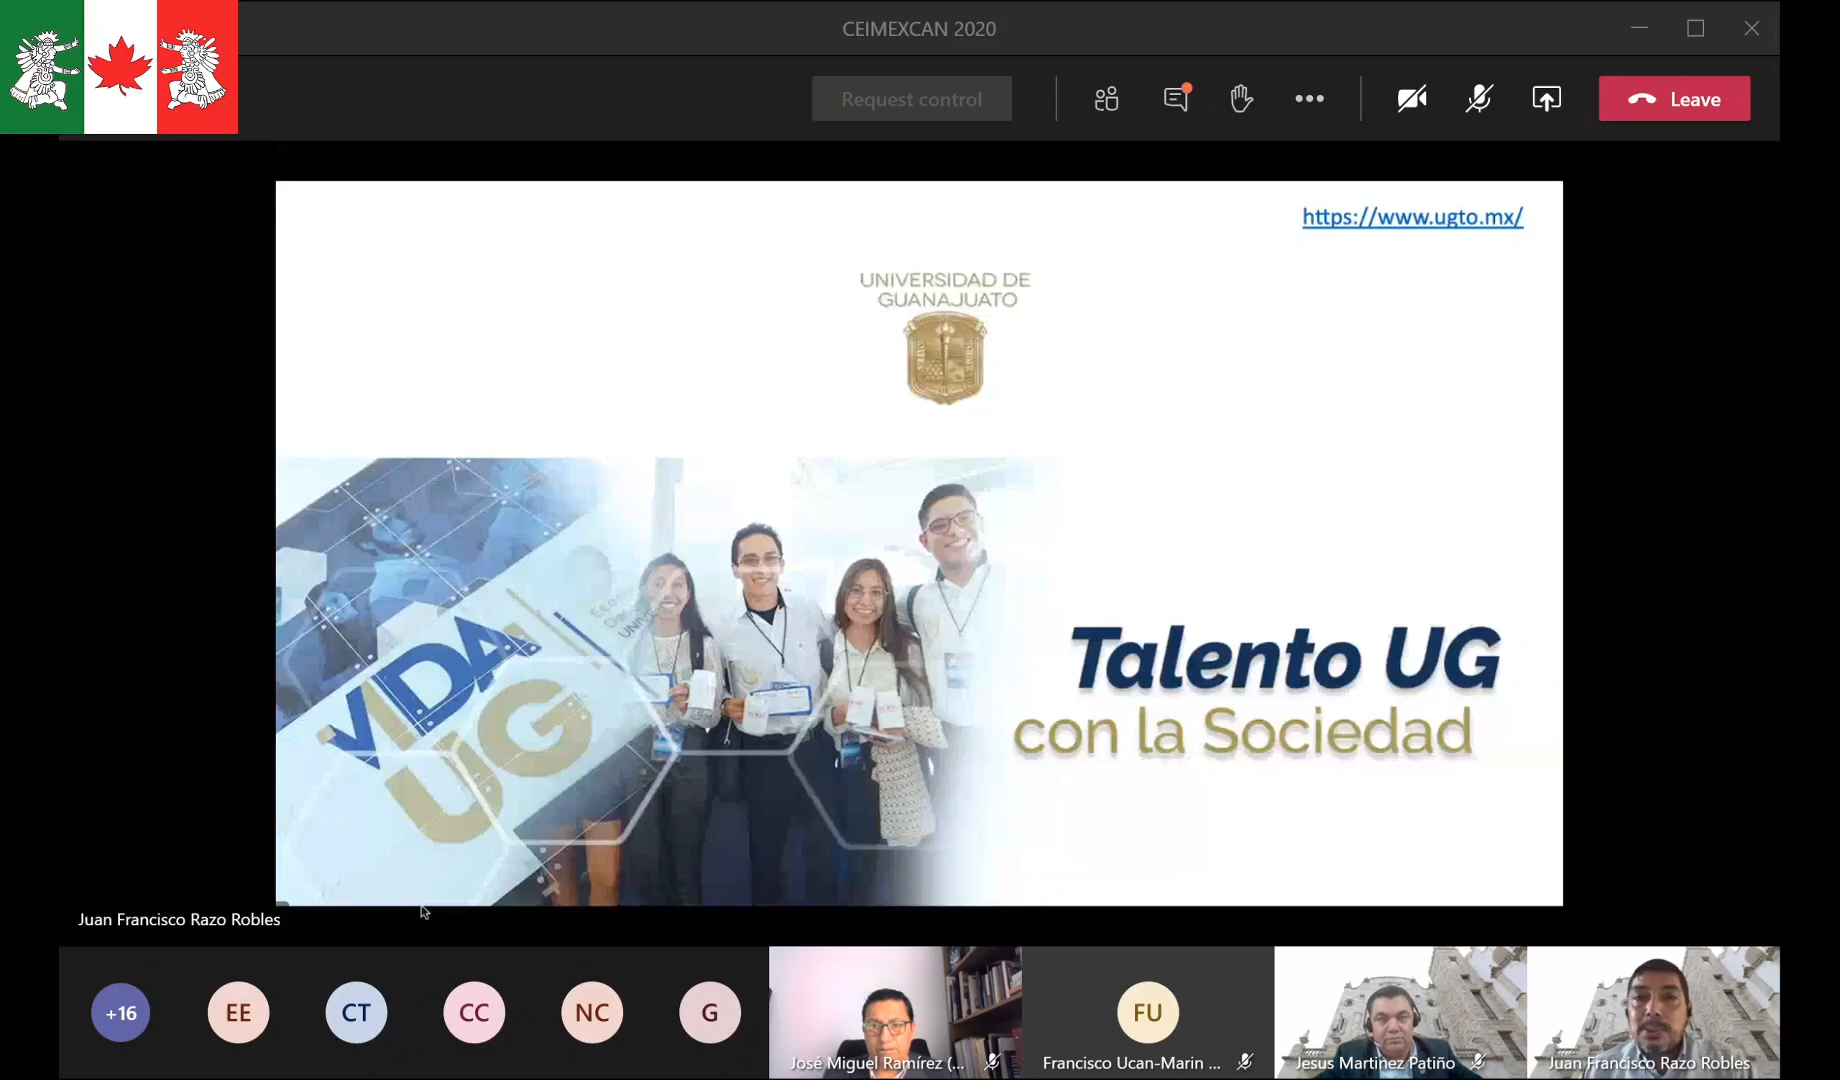 CEIMEXCAN 2020
Request control
Leave
https://www.ugto.mx/
UNIVERSIDAD DE
GUANAJUATO
VIDA
UG
Talento UG
con la Sociedad
Juan Francisco Razo Robles
+16
EE
CT
CC
NC
G
FU
José Miguel Ramírez (...
Francisco Ucan-Marin ...
Jesus Martinez Patiño
Juan Francisco Razo Robles